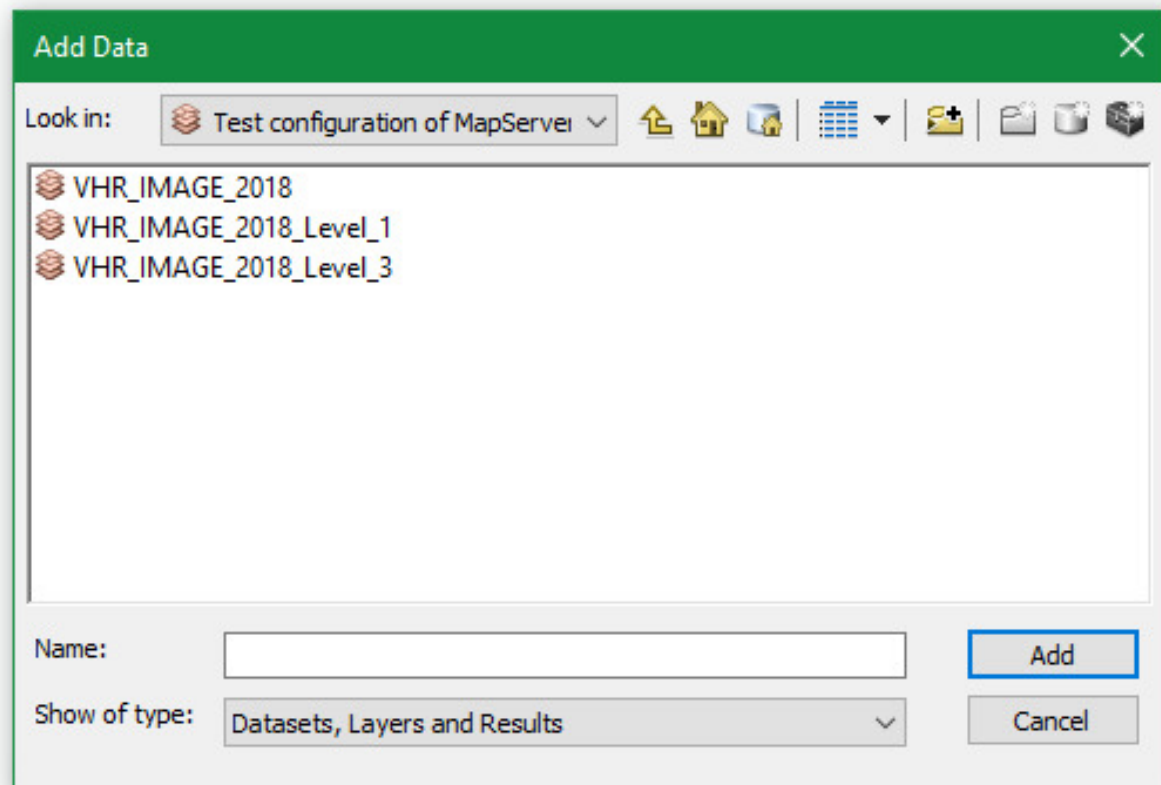 Add Data
Look in: Test configuration of MapServer
VHR_IMAGE_2018
VHR_IMAGE_2018_Level_1
VHR_IMAGE_2018_Level_3
Name:
Add
Show of type: Datasets, Layers and Results
Cancel